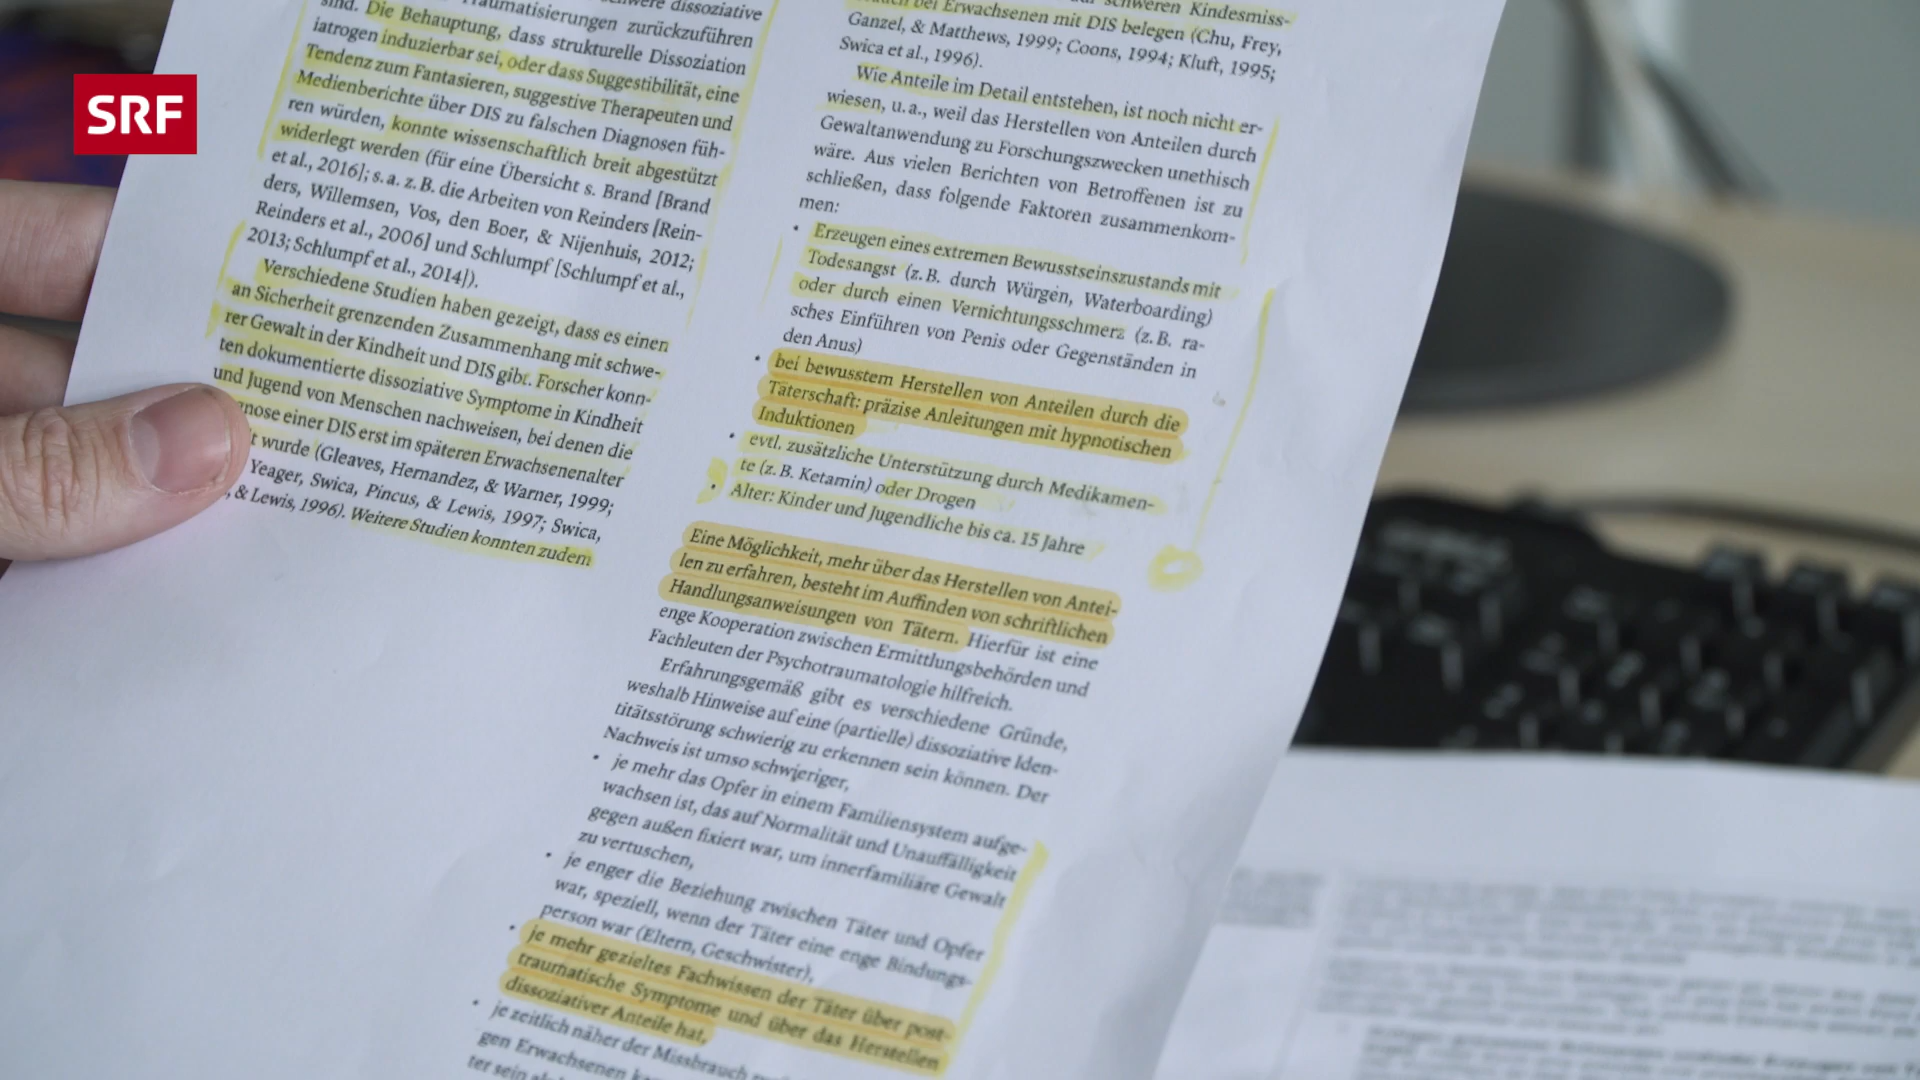 SRF
schwere dissoziative
Traumatisierungen zurückzuführen
sind. Die Behauptung, dass strukturelle Dissoziation
iatrogen induzierbar sei, oder dass Suggestibilität, eine
Tendenz zum Fantasieren, suggestive Therapeuten und
Medienberichte über DIS zu falschen Diagnosen füh-
ren würden, konnte wissenschaftlich breit abgestützt
widerlegt werden (für eine Übersicht s. Brand [Brand
et al., 2016]; s. a. z. B. die Arbeiten von Reinders [Rein-
ders, Willemsen, Vos, den Boer, & Nijenhuis, 2012;
Reinders et al., 2006] und Schlumpf [Schlumpf et al.,
2013; Schlumpf et al., 2014]).
Verschiedene Studien haben gezeigt, dass es einen
an Sicherheit grenzenden Zusammenhang mit schwe-
rer Gewalt in der Kindheit und DIS gibt. Forscher konn-
ten dokumentierte dissoziative Symptome in Kindheit
und Jugend von Menschen nachweisen, bei denen die
gnose einer DIS erst im späteren Erwachsenenalter
t wurde (Gleaves, Hernandez, & Warner, 1999;
Yeager, Swica, Pincus, & Lewis, 1997; Swica,
, & Lewis, 1996). Weitere Studien konnten zudem
schweren Kindesmiss-
bei Erwachsenen mit DIS belegen (Chu, Frey,
Ganzel, & Matthews, 1999; Coons, 1994; Kluft, 1995;
Swica et al., 1996).
Wie Anteile im Detail entstehen, ist noch nicht er-
wiesen, u. a., weil das Herstellen von Anteilen durch
Gewaltanwendung zu Forschungszwecken unethisch
wäre. Aus vielen Berichten von Betroffenen ist zu
schließen, dass folgende Faktoren zusammenkom-
men:
• Erzeugen eines extremen Bewusstseinszustands mit
Todesangst (z. B. durch Würgen, Waterboarding)
oder durch einen Vernichtungsschmerz (z. B. ra-
sches Einführen von Penis oder Gegenständen in
den Anus)
• bei bewusstem Herstellen von Anteilen durch die
Täterschaft: präzise Anleitungen mit hypnotischen
Induktionen
• evtl. zusätzliche Unterstützung durch Medikamen-
te (z. B. Ketamin) oder Drogen
• Alter: Kinder und Jugendliche bis ca. 15 Jahre
Eine Möglichkeit, mehr über das Herstellen von Antei-
len zu erfahren, besteht im Auffinden von schriftlichen
Handlungsanweisungen von Tätern. Hierfür ist eine
enge Kooperation zwischen Ermittlungsbehörden und
Fachleuten der Psychotraumatologie hilfreich.
Erfahrungsgemäß gibt es verschiedene Gründe,
weshalb Hinweise auf eine (partielle) dissoziative Iden-
titätsstörung schwierig zu erkennen sein können. Der
Nachweis ist umso schwieriger,
• je mehr das Opfer in einem Familiensystem aufge-
wachsen ist, das auf Normalität und Unauffälligkeit
gegen außen fixiert war, um innerfamiliäre Gewalt
zu vertuschen,
• je enger die Beziehung zwischen Täter und Opfer
war, speziell, wenn der Täter eine enge Bindungs-
person war (Eltern, Geschwister),
• je mehr gezieltes Fachwissen der Täter über post-
traumatische Symptome und über das Herstellen
dissoziativer Anteile hat,
• je zeitlich näher der Missbrauch
gen Erwachsenen
ter sein